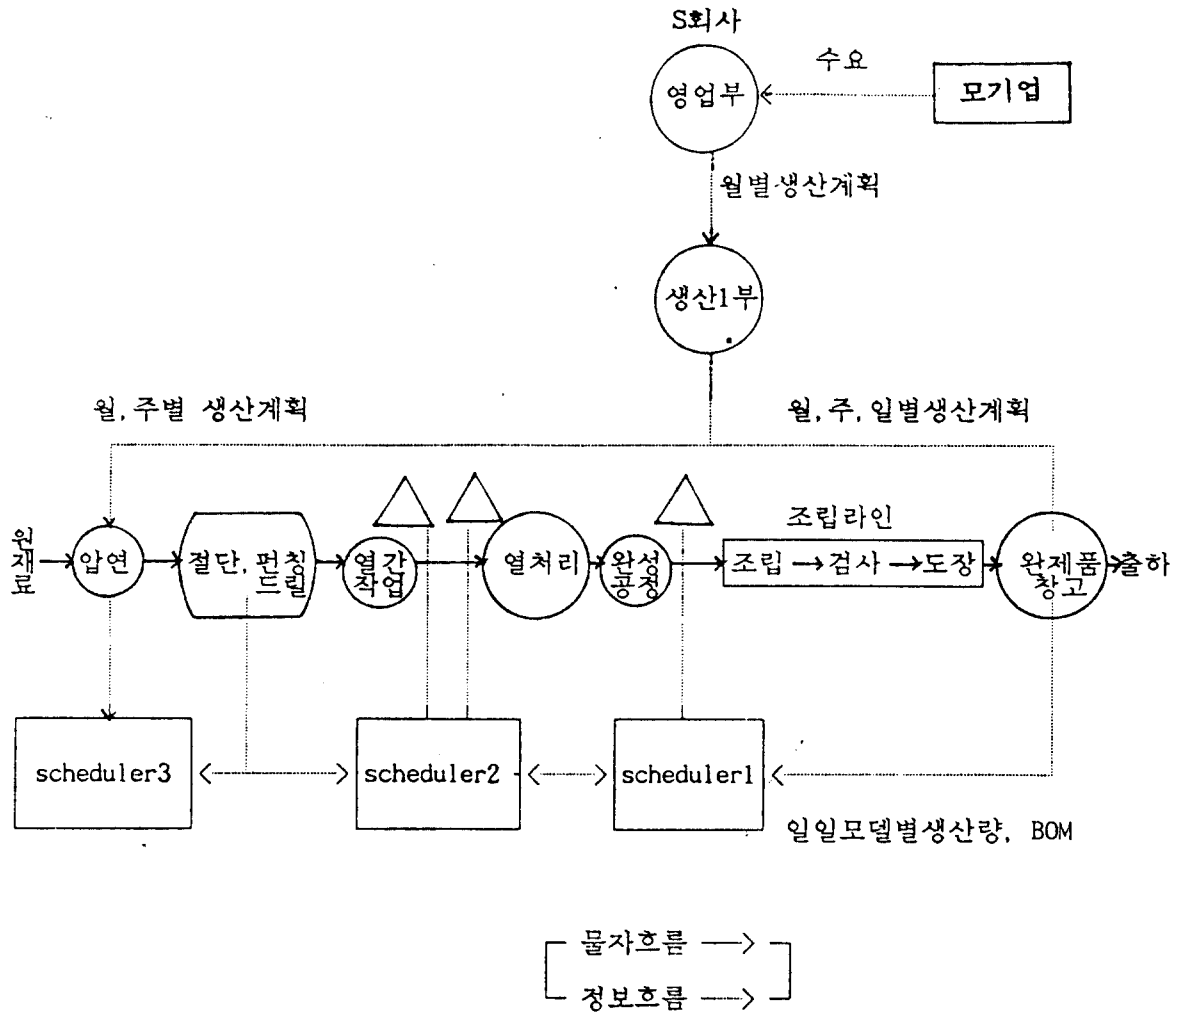 S회사
영업부
수요
모기업
월별생산계획
생산1부
월,주별 생산계획
월,주,일별생산계획
원
재
료
압연
절단,펀칭
드릴
열간
작업
열처리
완성
공정
조립라인
조립
검사
도장
완제품
창고
출하
scheduler3
scheduler2
scheduler1
일일모델별생산량, BOM
물자흐름
정보흐름